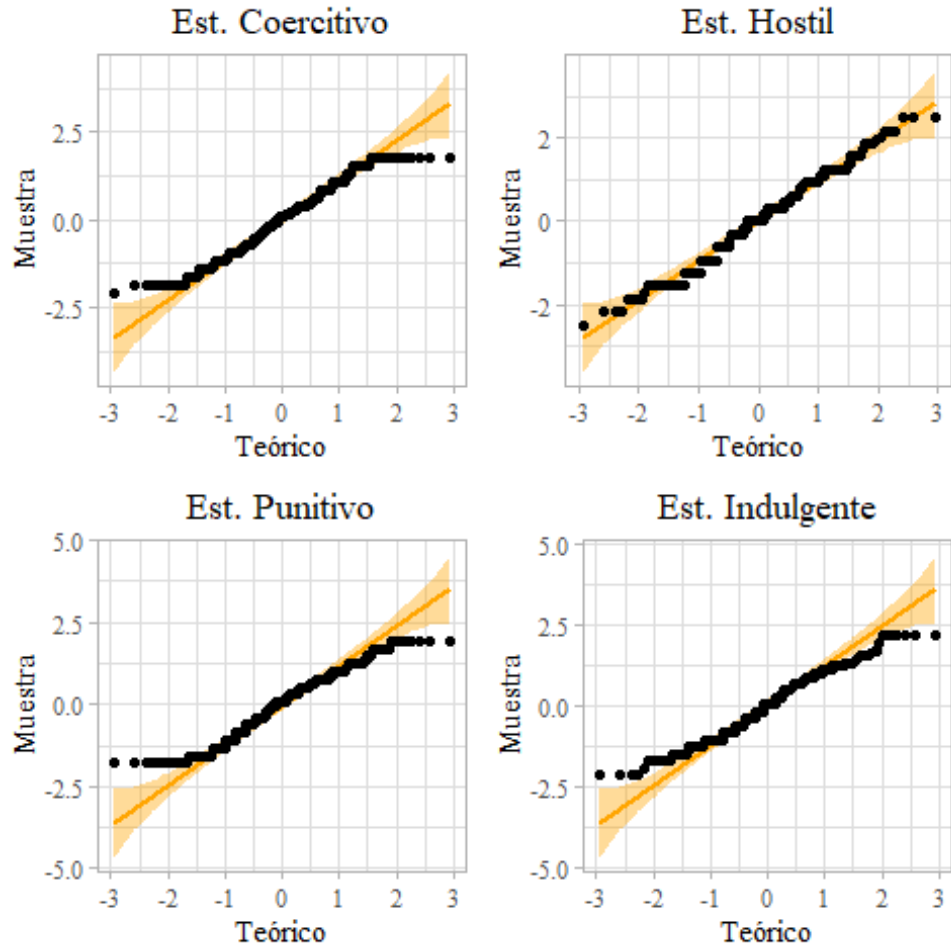 Est. Coercitivo
Muestra
2.5
0.0
-2.5
-3 -2 -1 0 1 2 3
Teórico
Est. Hostil
Muestra
2
0
-2
-3 -2 -1 0 1 2 3
Teórico
Est. Punitivo
Muestra
5.0
2.5
0.0
-2.5
-5.0
-3 -2 -1 0 1 2 3
Teórico
Est. Indulgente
Muestra
5.0
2.5
0.0
-2.5
-5.0
-3 -2 -1 0 1 2 3
Teórico